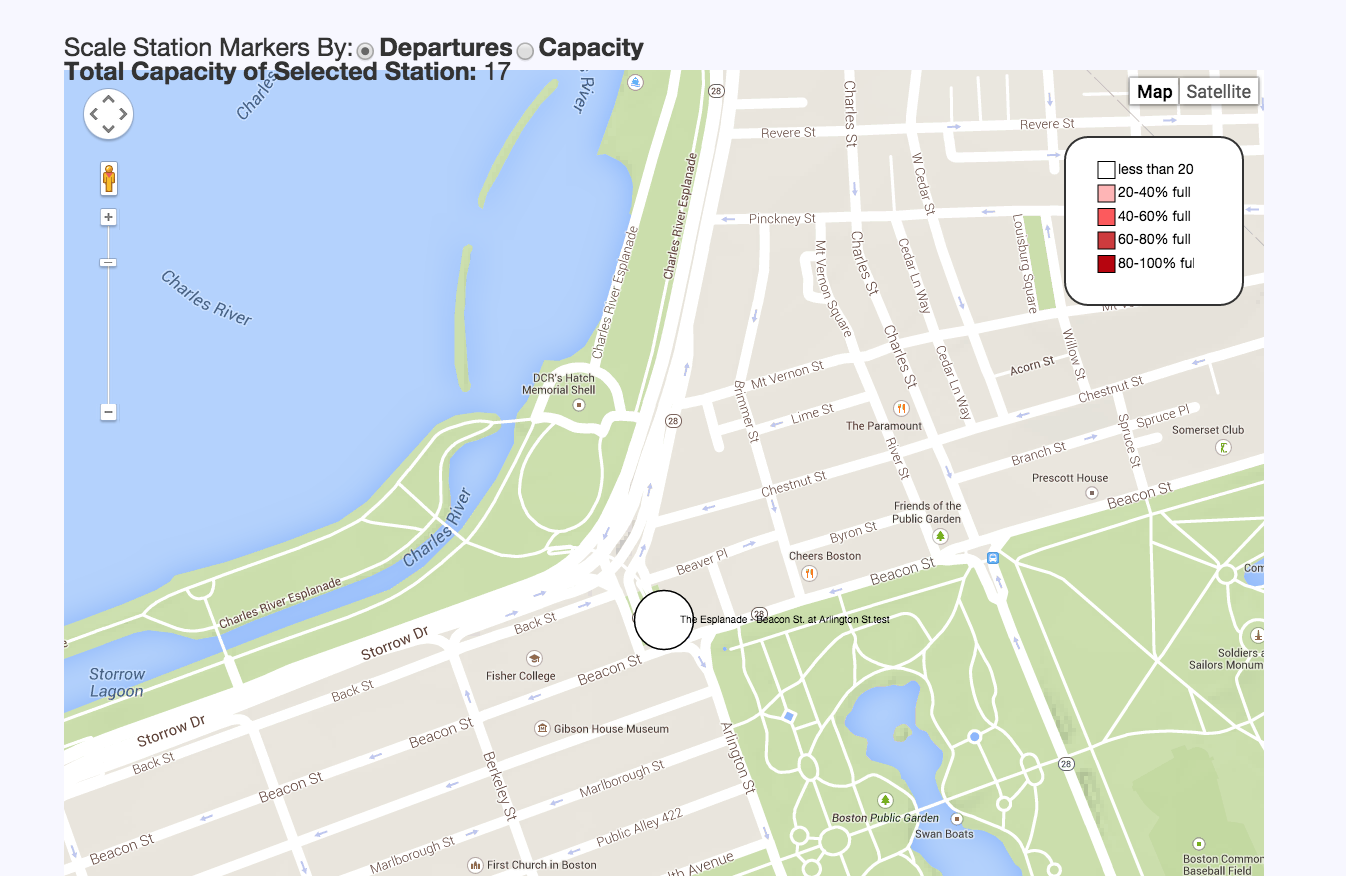 Scale Station Markers By: Departures Capacity
Total Capacity of Selected Station: 17
Charles
River
28
Map Satellite
Charles St
Revere St
Revere St
less than 20
20-40% full
40-60% full
60-80% full
80-100% ful
Charles River Esplanade
W Cedar St
Pinckney St
Louisburg Square
Charles River
Charles River Esplanade
Mt Vernon Square
Charles St
Cedar Ln Way
Charles St
Cedar Ln Way
Willow St
Acorn St
Mt Vernon St
DCR's Hatch
Memorial Shell
Brimmer St
Chestnut St
Lime St
The Paramount
28
Spruce Pl
Spruce St
Somerset Club
River St
Branch St
Chestnut St
Prescott House
Beacon St
Friends of the
Public Garden
Charles River
Byron St
Beaver Pl
Cheers Boston
Beacon St
Com
Charles River Esplanade
28
The Esplanade - Beacon St. at Arlington St.test
Back St
Storrow Dr
Soldiers a
Sailors Monum
Storrow
Lagoon
Fisher College
Beacon St
Back St
Storrow Dr
Beacon St
Gibson House Museum
Arlington St
Back St
28
Berkeley St
Beacon St
Marlborough St
Boston Public Garden
Swan Boats
Public Alley 422
Beacon St
Marlborough St
First Church in Boston
lth Avenue
Boston Common
Baseball Field